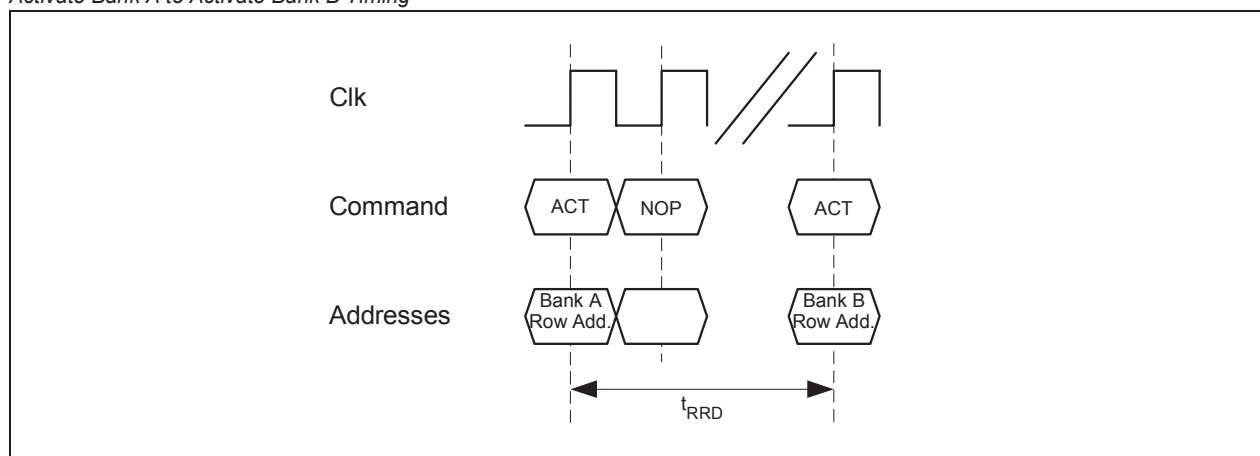 Activate Bank A to Activate Bank B Timing
Clk
Command
ACT
NOP
ACT
Addresses
Bank A
Row Add.
Bank B
Row Add.
tRRD